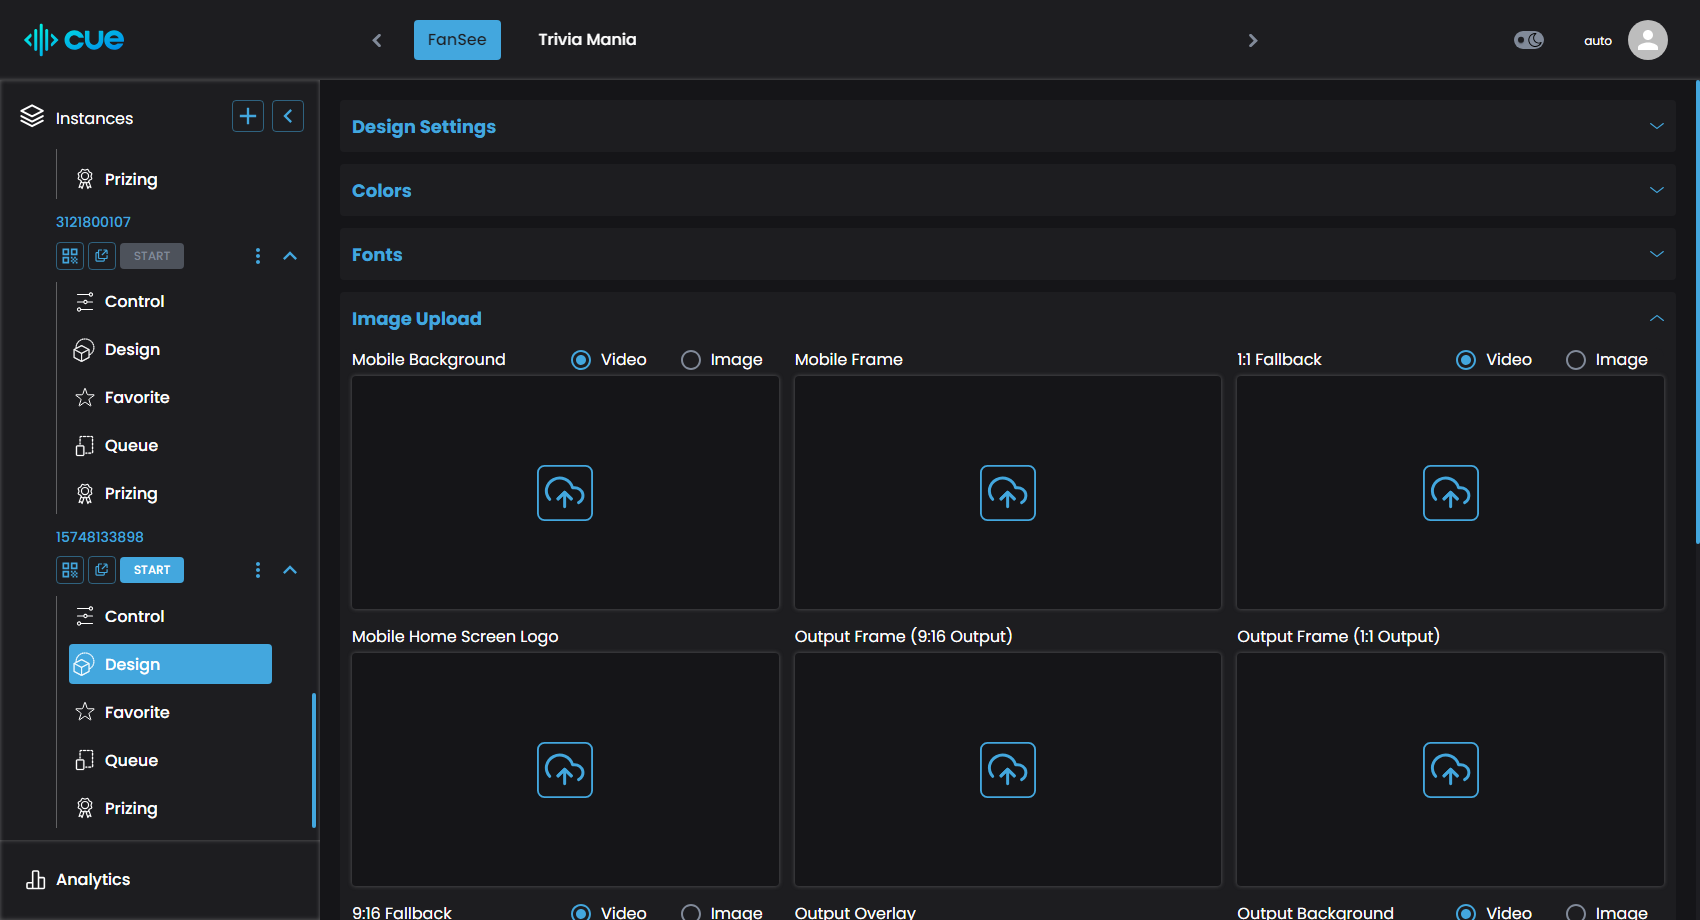 cue
FanSee
Trivia Mania
auto
Instances
Prizing
3121800107
START
Control
Design
Favorite
Queue
Prizing
15748133898
START
Control
Design
Favorite
Queue
Prizing
Analytics
Design Settings
Colors
Fonts
Image Upload
Mobile Background Video Image
Mobile Frame
1:1 Fallback Video Image
Mobile Home Screen Logo
Output Frame (9:16 Output)
Output Frame (1:1 Output)
9:16 Fallback Video Image
Output Overlay
Output Background Video Image